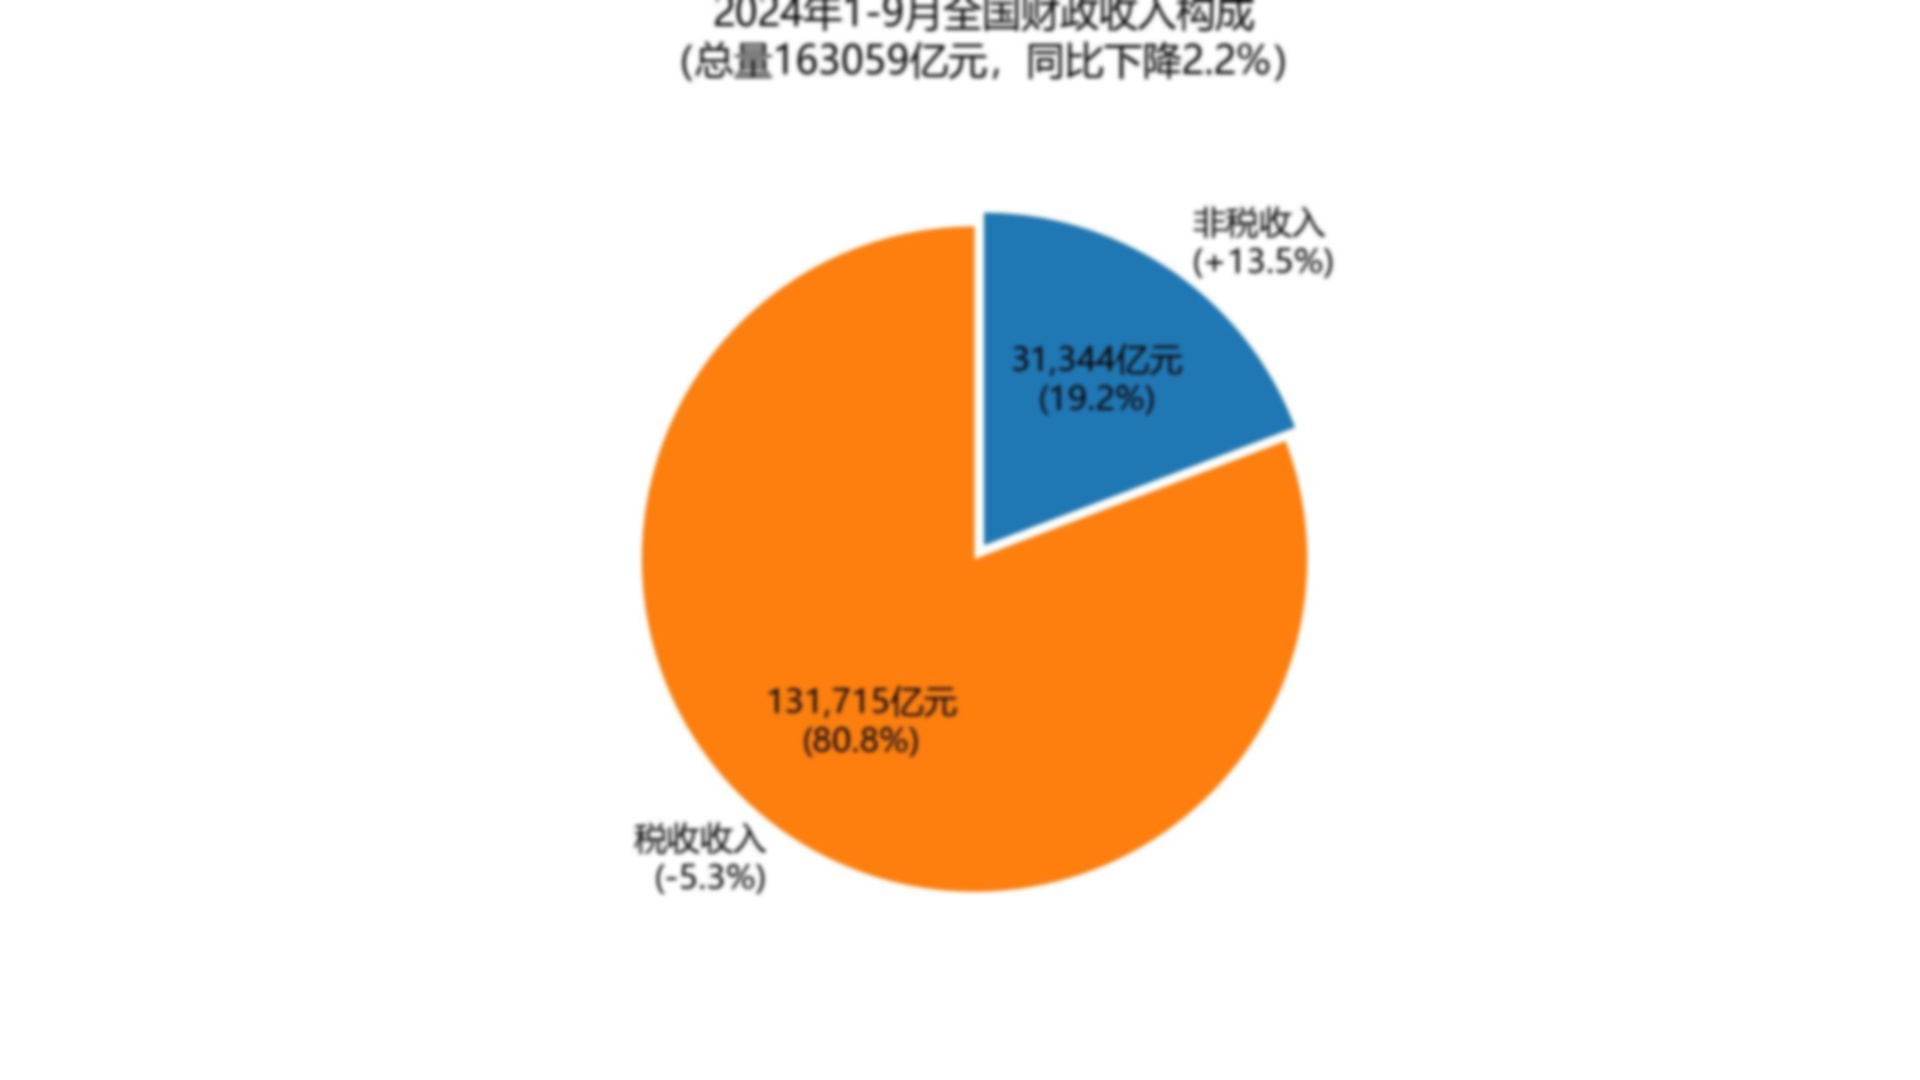 2024年1-9月全国财政收入构成
(总量163059亿元，同比下降2.2%)
非税收入
(+13.5%)
31,344亿元
(19.2%)
131,715亿元
(80.8%)
税收收入
(-5.3%)